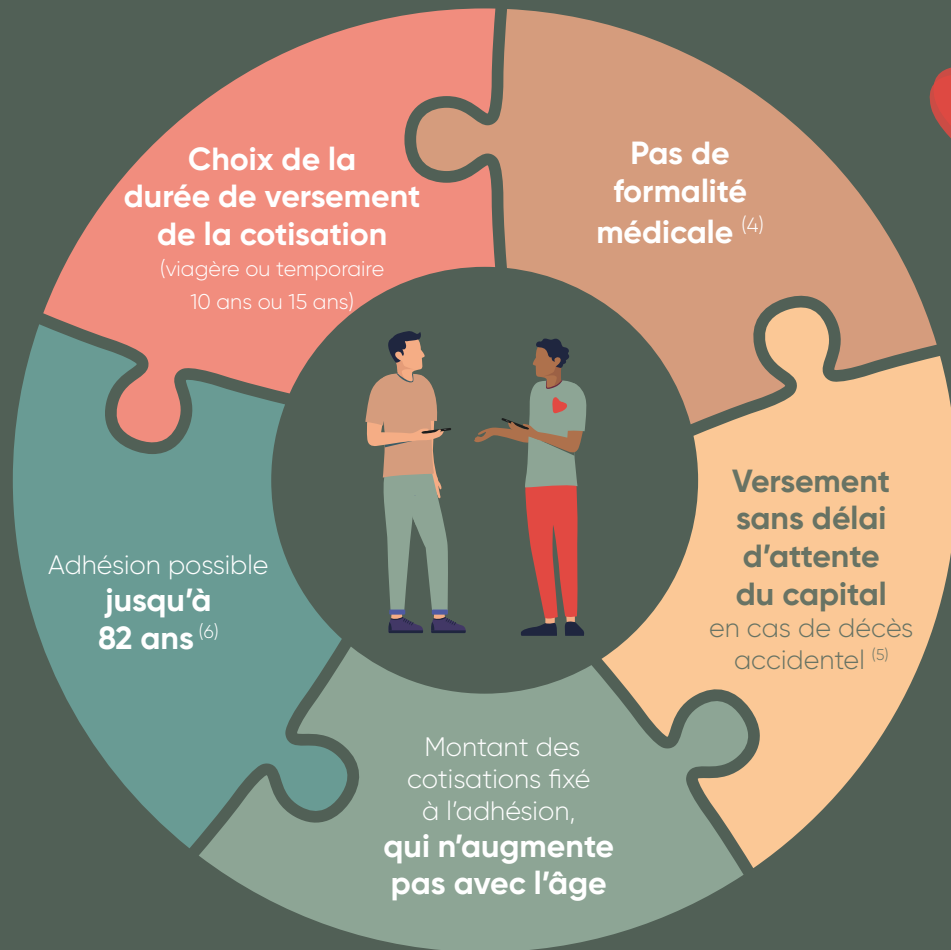 Choix de la
durée de versement
de la cotisation
(viagère ou temporaire
10 ans ou 15 ans)
Pas de
formalité
médicale (4)
Versement
sans délai
d'attente
du capital
en cas de décès
accidentel (5)
Montant des
cotisations fixé
à l'adhésion,
qui n'augmente
pas avec l'âge
Adhésion possible
jusqu'à
82 ans (6)